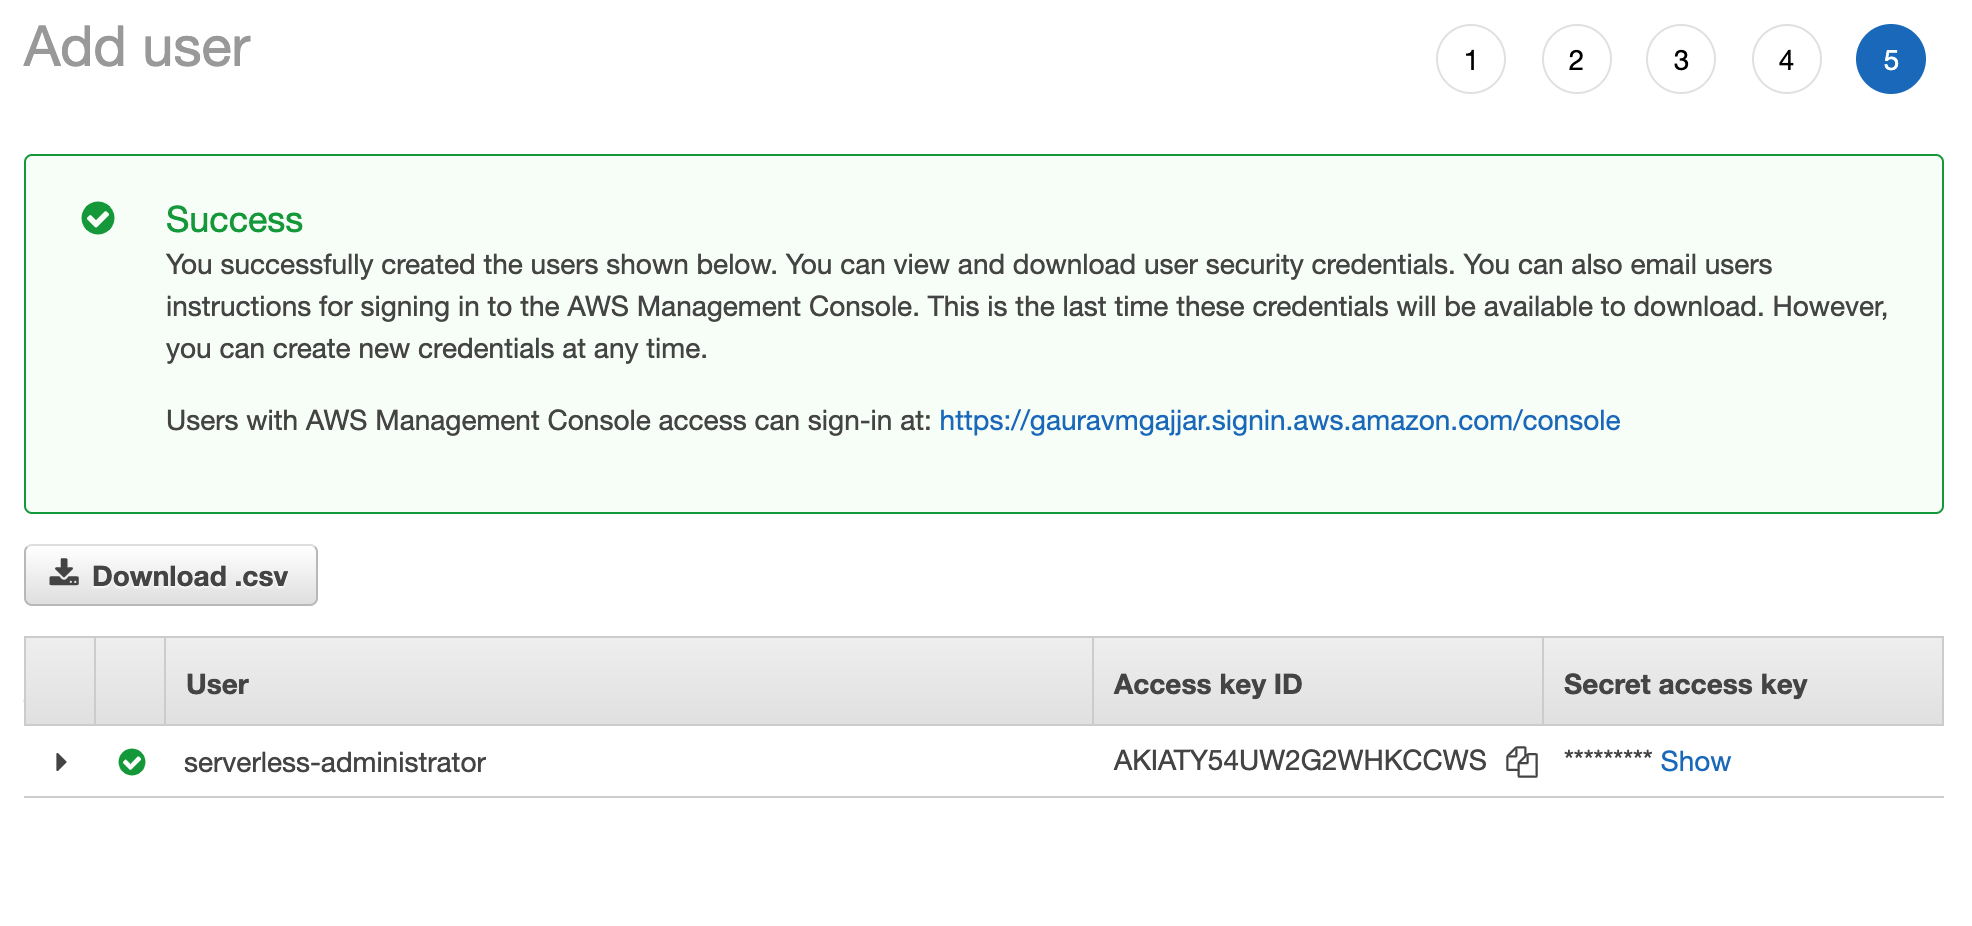 Add user
1 2 3 4 5
Success
You successfully created the users shown below. You can view and download user security credentials. You can also email users
instructions for signing in to the AWS Management Console. This is the last time these credentials will be available to download. However,
you can create new credentials at any time.
Users with AWS Management Console access can sign-in at: https://gauravmgajjar.signin.aws.amazon.com/console
Download .csv
User Access key ID Secret access key
serverless-administrator AKIATY54UW2G2WHKCCWS ********* Show